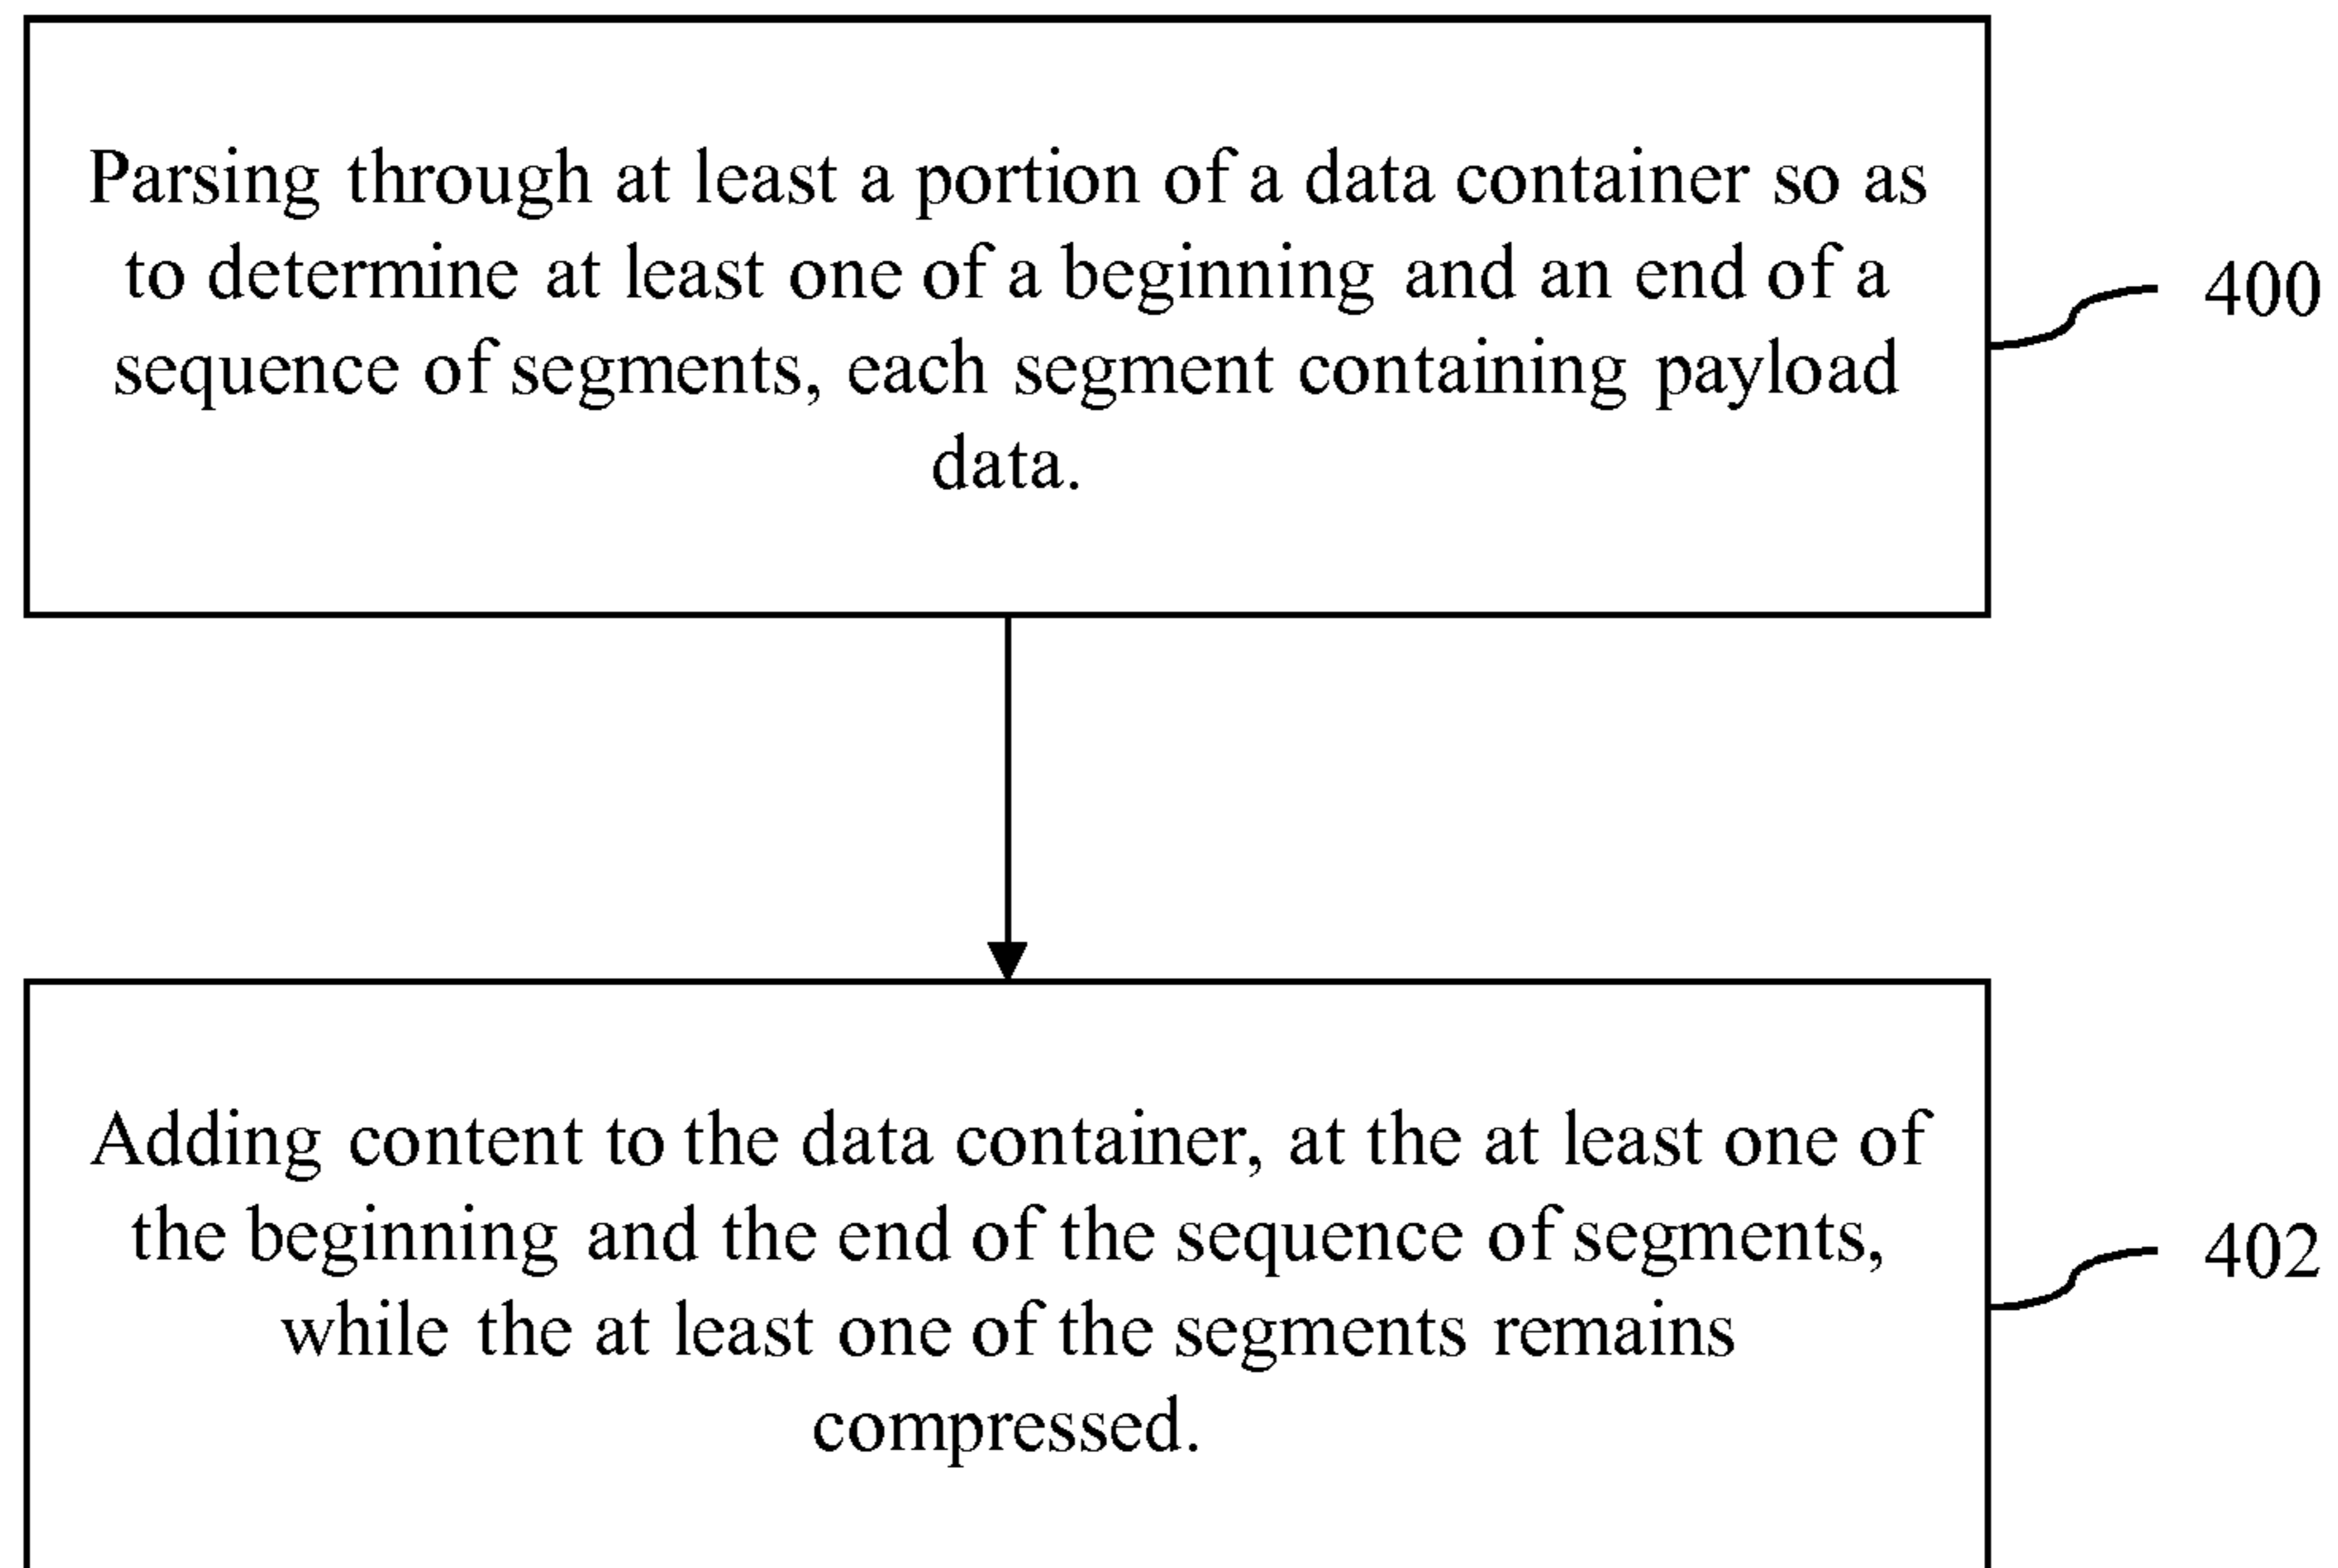 Parsing through at least a portion of a data container so as
to determine at least one of a beginning and an end of a
sequence of segments, each segment containing payload
data.
400
Adding content to the data container, at the at least one of
the beginning and the end of the sequence of segments,
while the at least one of the segments remains
compressed.
402